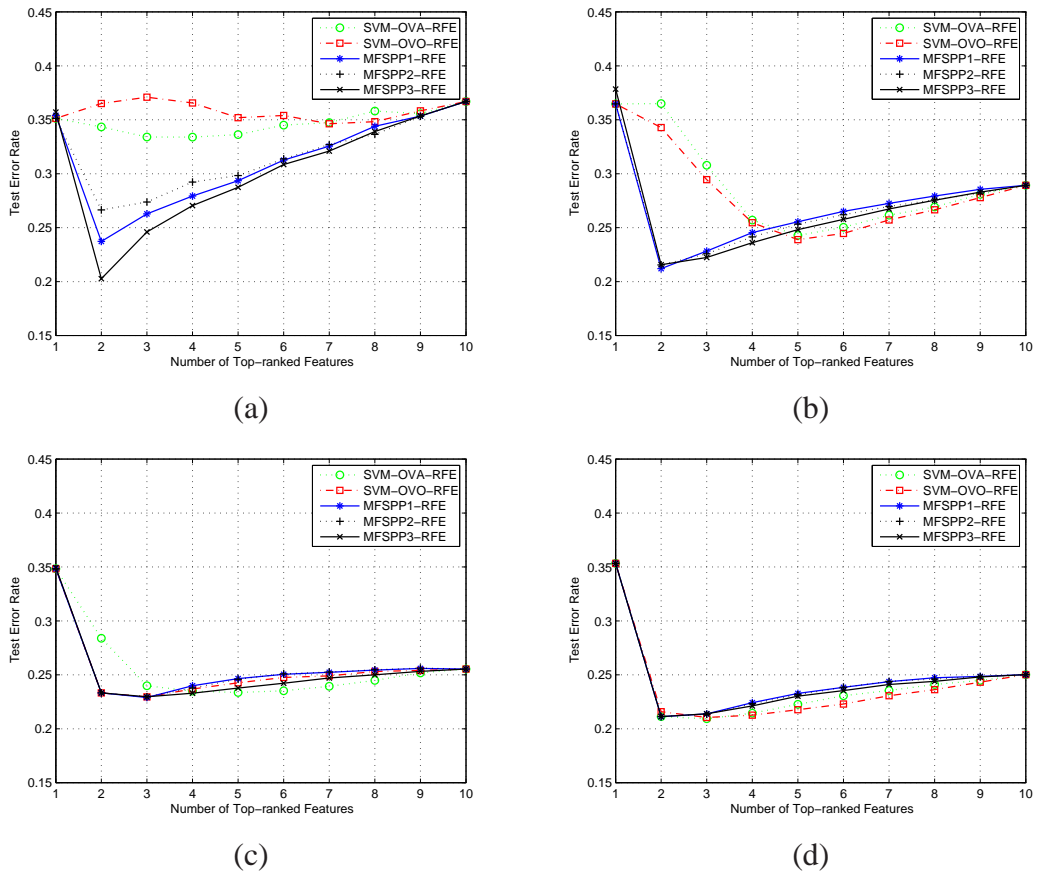 0.45
0.4
0.35
0.3
0.25
0.2
0.15
Test Error Rate
SVM−OVA−RFE
SVM−OVO−RFE
MFSPP1−RFE
MFSPP2−RFE
MFSPP3−RFE
1 2 3 4 5 6 7 8 9 10
Number of Top−ranked Features
(a)
0.45
0.4
0.35
0.3
0.25
0.2
0.15
Test Error Rate
SVM−OVA−RFE
SVM−OVO−RFE
MFSPP1−RFE
MFSPP2−RFE
MFSPP3−RFE
1 2 3 4 5 6 7 8 9 10
Number of Top−ranked Features
(b)
0.45
0.4
0.35
0.3
0.25
0.2
0.15
Test Error Rate
SVM−OVA−RFE
SVM−OVO−RFE
MFSPP1−RFE
MFSPP2−RFE
MFSPP3−RFE
1 2 3 4 5 6 7 8 9 10
Number of Top−ranked Features
(c)
0.45
0.4
0.35
0.3
0.25
0.2
0.15
Test Error Rate
SVM−OVA−RFE
SVM−OVO−RFE
MFSPP1−RFE
MFSPP2−RFE
MFSPP3−RFE
1 2 3 4 5 6 7 8 9 10
Number of Top−ranked Features
(d)